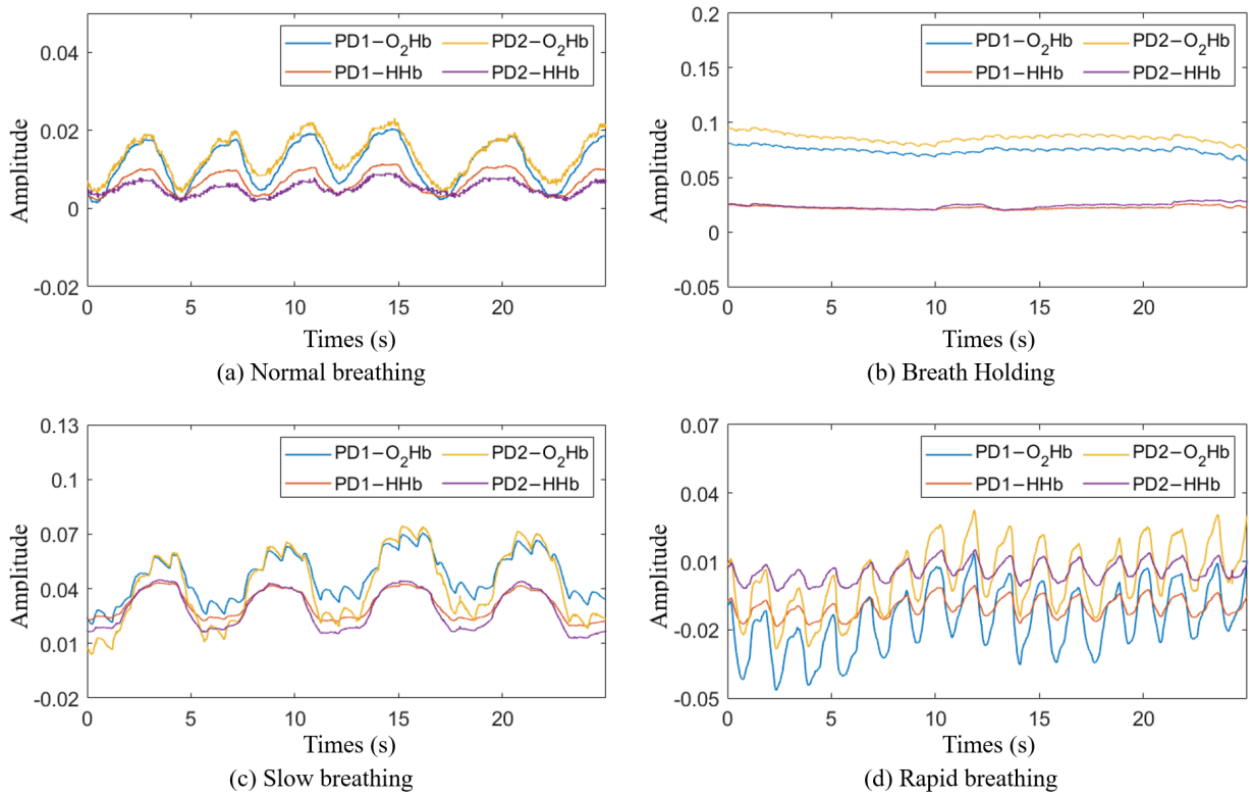 0.04
0.02
0
-0.02
Amplitude
PD1−O2Hb PD2−O2Hb
PD1−HHb PD2−HHb
0 5 10 15 20
Times (s)
(a) Normal breathing
0.2
0.15
0.1
0.05
0
-0.05
Amplitude
PD1−O2Hb PD2−O2Hb
PD1−HHb PD2−HHb
0 5 10 15 20
Times (s)
(b) Breath Holding
0.13
0.1
0.07
0.04
0.01
-0.02
Amplitude
PD1−O2Hb PD2−O2Hb
PD1−HHb PD2−HHb
0 5 10 15 20
Times (s)
(c) Slow breathing
0.07
0.04
0.01
-0.02
-0.05
Amplitude
PD1−O2Hb PD2−O2Hb
PD1−HHb PD2−HHb
0 5 10 15 20
Times (s)
(d) Rapid breathing